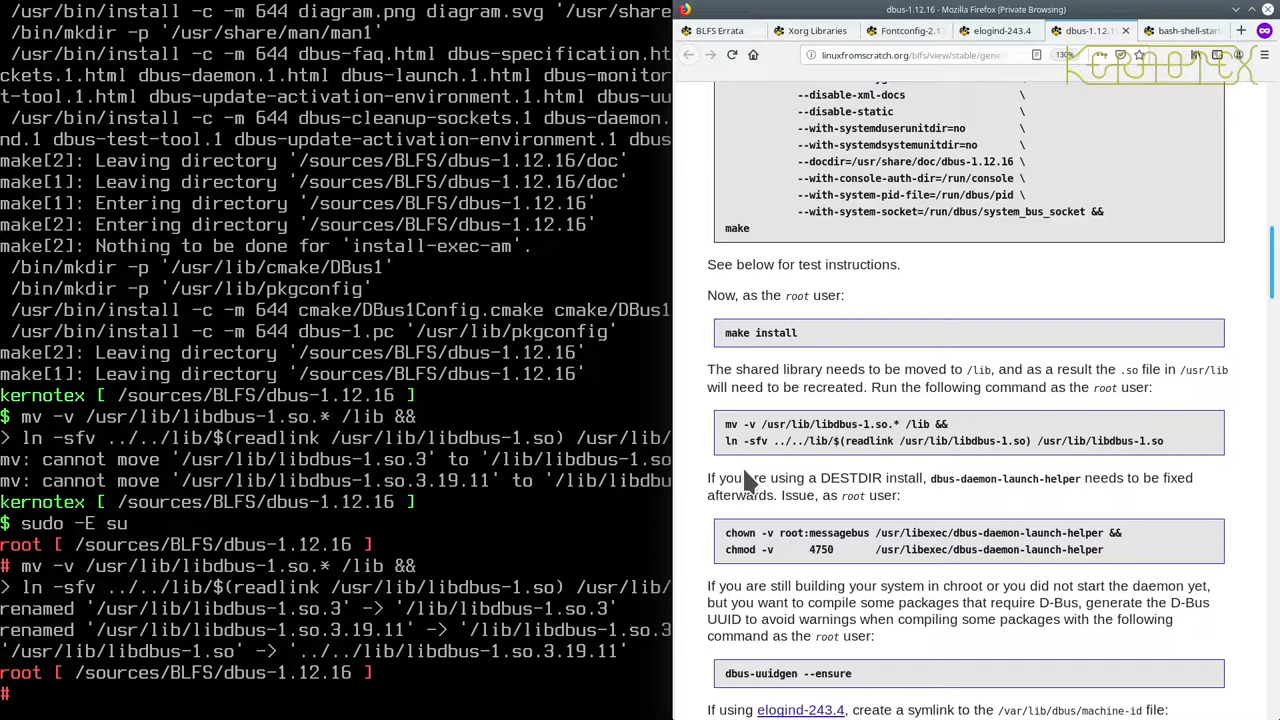 /usr/bin/install -c -m 644 diagram.png diagram.svg '/usr/share
/bin/mkdir -p '/usr/share/man/man1'
/usr/bin/install -c -m 644 dbus-faq.html dbus-specification.ht
ckets.1.html dbus-daemon.1.html dbus-launch.1.html dbus-monitor
t-tool.1.html dbus-update-activation-environment.1.html dbus-uu
/usr/bin/install -c -m 644 dbus-cleanup-sockets.1 dbus-daemon.
nd.1 dbus-test-tool.1 dbus-update-activation-environment.1 dbus
make[2]: Leaving directory '/sources/BLFS/dbus-1.12.16/doc'
make[1]: Leaving directory '/sources/BLFS/dbus-1.12.16/doc'
make[1]: Entering directory '/sources/BLFS/dbus-1.12.16'
make[2]: Entering directory '/sources/BLFS/dbus-1.12.16'
make[2]: Nothing to be done for 'install-exec-am'.
/bin/mkdir -p '/usr/lib/cmake/DBus1'
/bin/mkdir -p '/usr/lib/pkgconfig'
/usr/bin/install -c -m 644 cmake/DBus1Config.cmake cmake/DBus1
/usr/bin/install -c -m 644 dbus-1.pc '/usr/lib/pkgconfig'
make[2]: Leaving directory '/sources/BLFS/dbus-1.12.16'
make[1]: Leaving directory '/sources/BLFS/dbus-1.12.16'
kernotex [ /sources/BLFS/dbus-1.12.16 ]
$ mv -v /usr/lib/libdbus-1.so.* /lib &&
> ln -sfv ../../lib/$(readlink /usr/lib/libdbus-1.so) /usr/lib/
mv: cannot move '/usr/lib/libdbus-1.so.3' to '/lib/libdbus-1.so
mv: cannot move '/usr/lib/libdbus-1.so.3.19.11' to '/lib/libdbus
kernotex [ /sources/BLFS/dbus-1.12.16 ]
$ sudo -E su
root [ /sources/BLFS/dbus-1.12.16 ]
# mv -v /usr/lib/libdbus-1.so.* /lib &&
> ln -sfv ../../lib/$(readlink /usr/lib/libdbus-1.so) /usr/lib/
renamed '/usr/lib/libdbus-1.so.3' -> '/lib/libdbus-1.so.3'
renamed '/usr/lib/libdbus-1.so.3.19.11' -> '/lib/libdbus-1.so.3
'/usr/lib/libdbus-1.so' -> '../../lib/libdbus-1.so.3.19.11'
root [ /sources/BLFS/dbus-1.12.16 ]
#
dbus-1.12.16 - Mozilla Firefox (Private Browsing)
BLFS Errata
Xorg Libraries
Fontconfig-2.1
elogind-243.4
dbus-1.12.1
bash-shell-star
linuxfromscratch.org/blfs/view/stable/gene
130%
KERNOTEX
--disable-xml-docs \
--disable-static \
--with-systemduserunitdir=no \
--with-systemdsystemunitdir=no \
--docdir=/usr/share/doc/dbus-1.12.16 \
--with-console-auth-dir=/run/console \
--with-system-pid-file=/run/dbus/pid \
--with-system-socket=/run/dbus/system_bus_socket &&
make
See below for test instructions.
Now, as the root user:
make install
The shared library needs to be moved to /lib, and as a result the .so file in /usr/lib
will need to be recreated. Run the following command as the root user:
mv -v /usr/lib/libdbus-1.so.* /lib &&
ln -sfv ../../lib/$(readlink /usr/lib/libdbus-1.so) /usr/lib/libdbus-1.so
If you are using a DESTDIR install, dbus-daemon-launch-helper needs to be fixed
afterwards. Issue, as root user:
chown -v root:messagebus /usr/libexec/dbus-daemon-launch-helper &&
chmod -v 4750 /usr/libexec/dbus-daemon-launch-helper
If you are still building your system in chroot or you did not start the daemon yet,
but you want to compile some packages that require D-Bus, generate the D-Bus
UUID to avoid warnings when compiling some packages with the following
command as the root user:
dbus-uuidgen --ensure
If using elogind-243.4, create a symlink to the /var/lib/dbus/machine-id file: